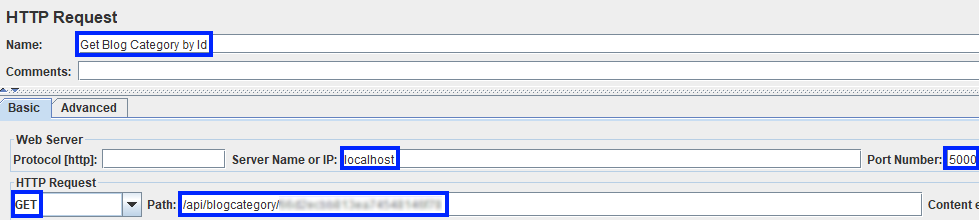 HTTP Request
Name: Get Blog Category by Id
Comments:
Basic Advanced
Web Server
Protocol [http]: Server Name or IP: localhost Port Number: 5000
HTTP Request
GET Path: /api/blogcategory/ Content